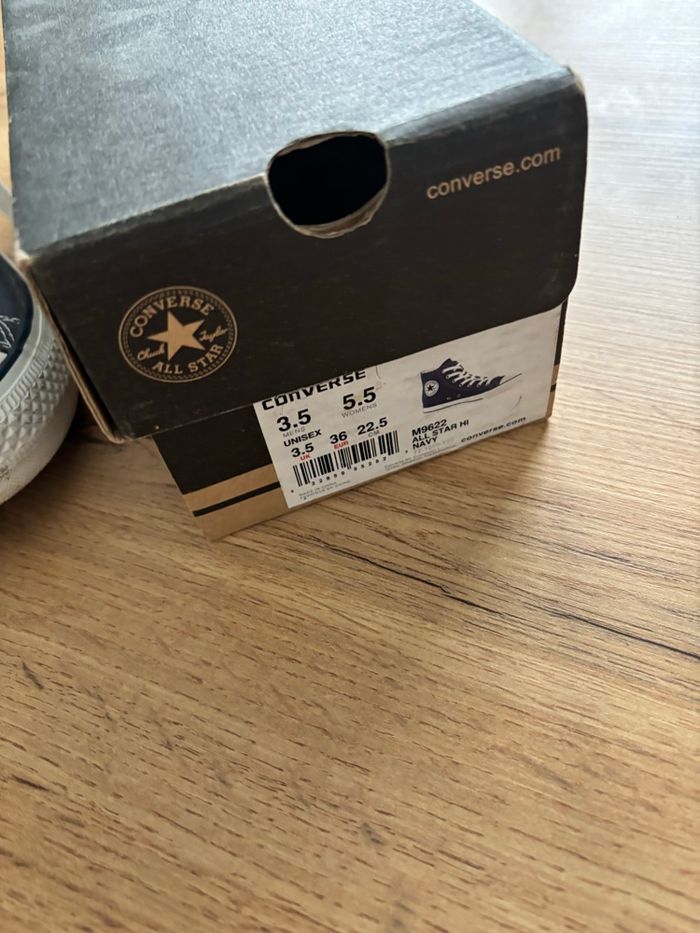 converse.com
CONVERSE
Chuck Taylor
ALL STAR
CONVERSE
3.5 5.5
MENS WOMENS
UNISEX
3.5 36 22.5
UK EUR CM
M9622
ALL STAR HI
NAVY
converse.com